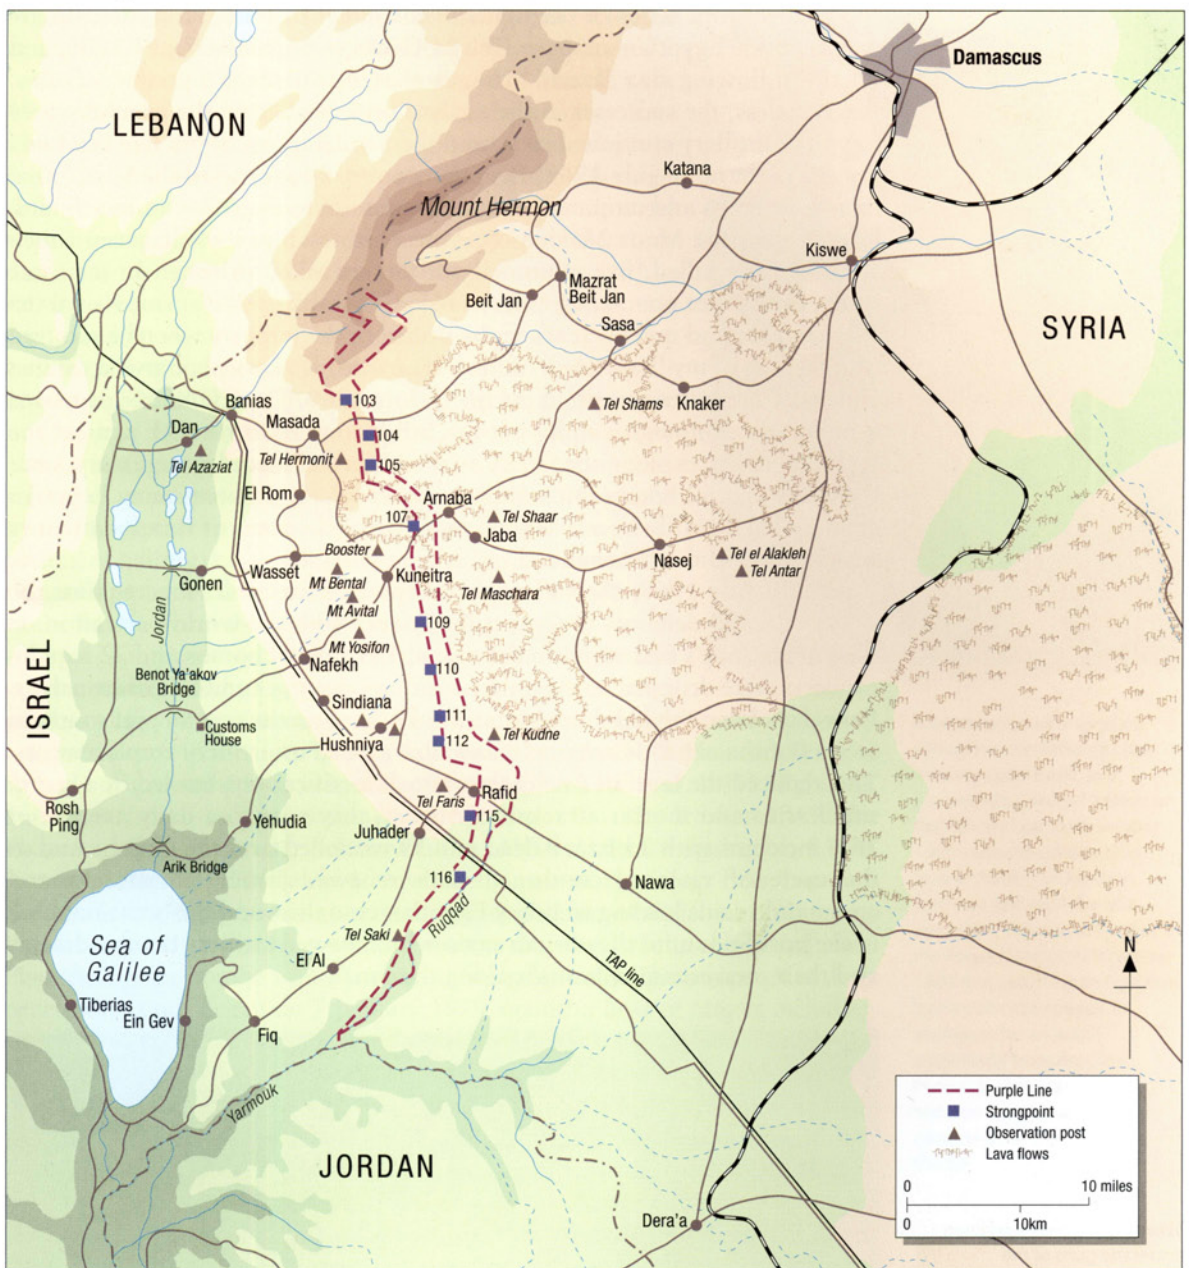 Damascus
LEBANON
Katana
Mount Hermon
Kiswe
Mazrat
Beit Jan
Beit Jan
Sasa
SYRIA
Knaker
Tel Shams
103
Banias
Masada
Dan
104
Tel Azaziat
Tel Hermonit
105
El Rom
Arnaba
107
Tel Shaar
Jaba
Booster
Nasej
Tel el Alakleh
Tel Antar
Wasset
Gonen
Mt Bental
Kuneitra
Tel Maschara
Mt Avital
Jordan
109
Mt Yosifon
Nafekh
ISRAEL
Benot Ya'akov
Bridge
110
Sindiana
111
Customs
House
Hushniya
112
Tel Kudne
Rosh
Ping
Tel Faris
Rafid
115
Yehudia
Juhader
Arik Bridge
116
Nawa
Ruqqad
Tel Saki
Sea of
Galilee
El Al
TAP line
N
Tiberias
Ein Gev
Fiq
Yarmouk
JORDAN
Dera'a
Purple Line
Strongpoint
Observation post
Lava flows
0 10 miles
0 10km